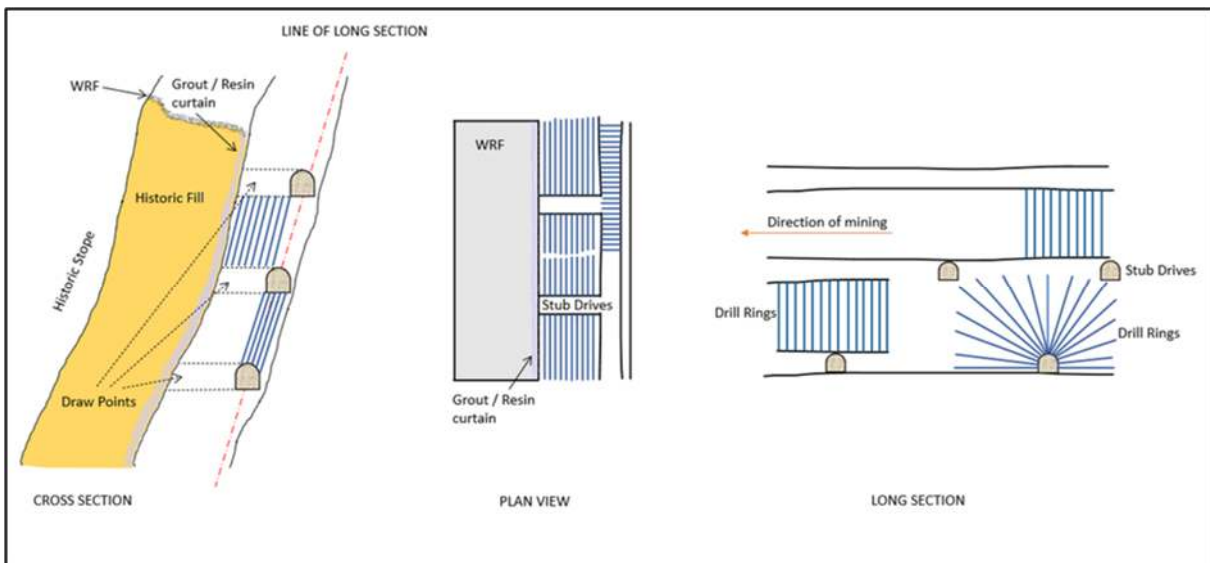 LINE OF LONG SECTION
WRF
Grout / Resin
curtain
Historic Fill
Historic Stope
Draw Points
CROSS SECTION
WRF
Stub Drives
Grout / Resin
curtain
PLAN VIEW
Direction of mining
Stub Drives
Drill Rings
Drill Rings
LONG SECTION